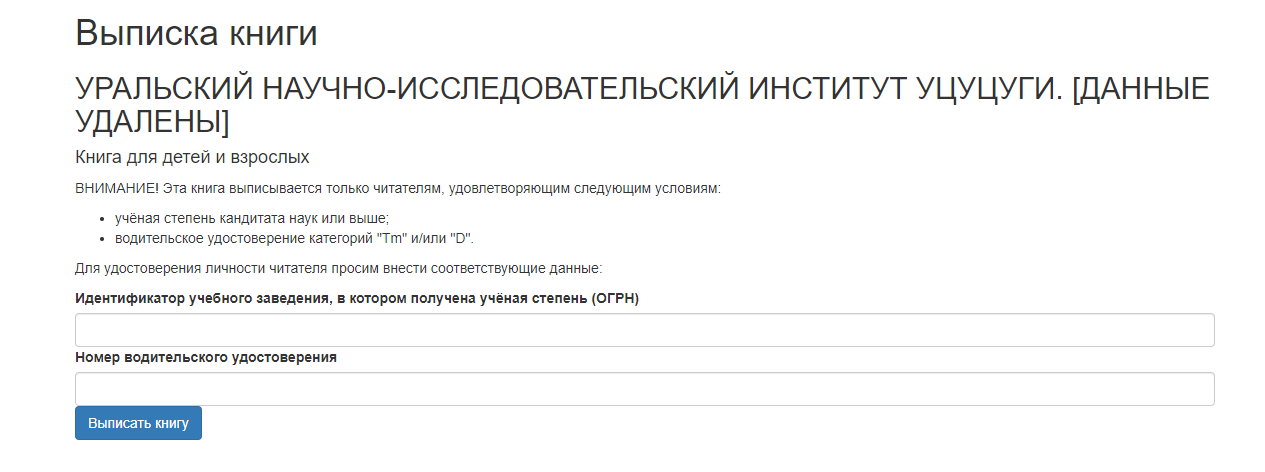 Выписка книги
УРАЛЬСКИЙ НАУЧНО-ИССЛЕДОВАТЕЛЬСКИЙ ИНСТИТУТ УЦУЦУГИ. [ДАННЫЕ
УДАЛЕНЫ]
Книга для детей и взрослых
ВНИМАНИЕ! Эта книга выписывается только читателям, удовлетворяющим следующим условиям:
• учёная степень кандитата наук или выше;
• водительское удостоверение категорий "Tm" и/или "D".
Для удостоверения личности читателя просим внести соответствующие данные:
Идентификатор учебного заведения, в котором получена учёная степень (ОГРН)
Номер водительского удостоверения
Выписать книгу